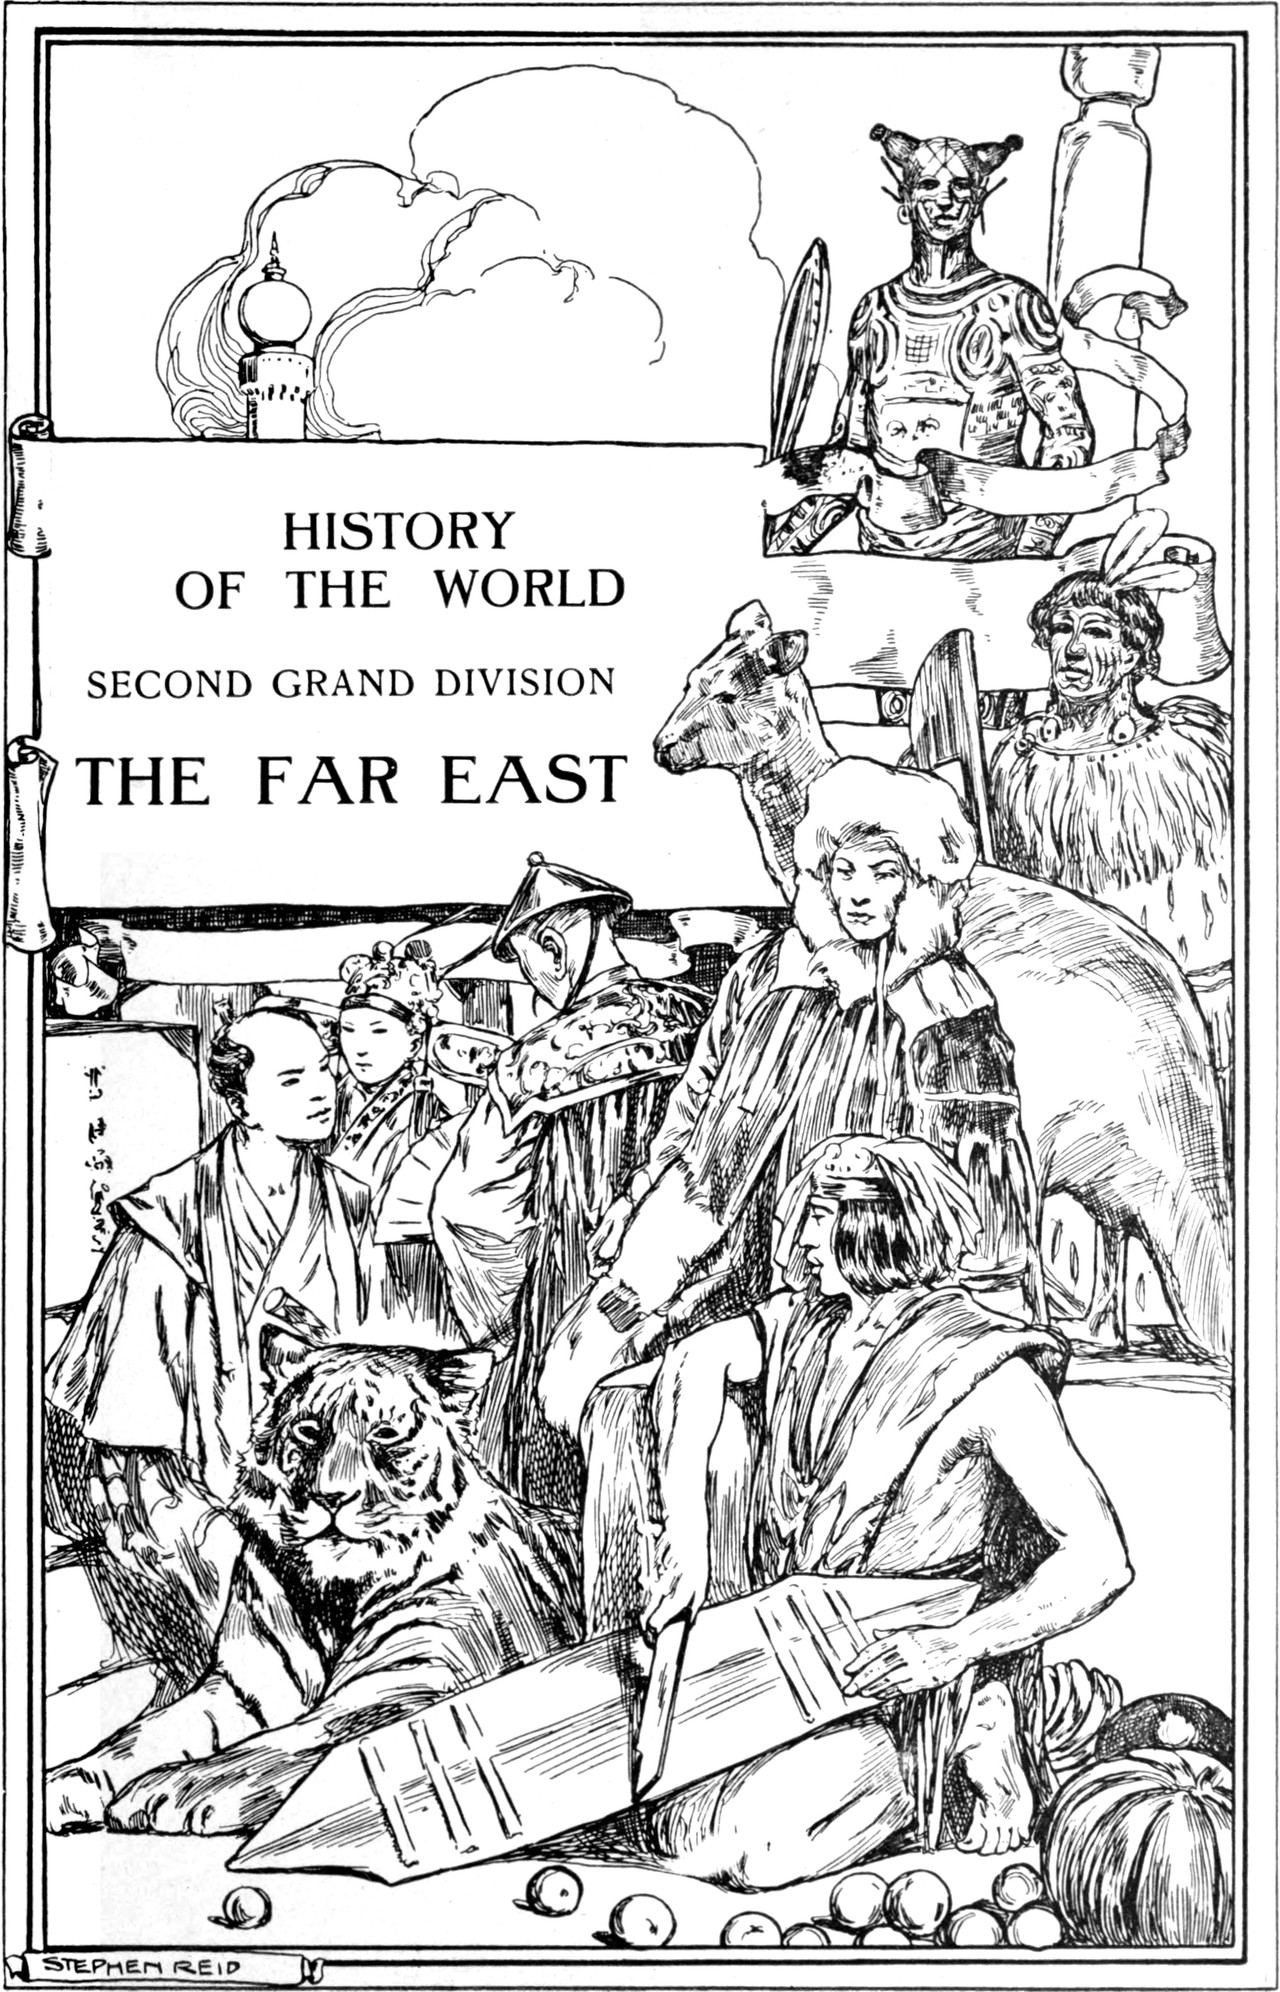 HISTORY
OF THE WORLD
SECOND GRAND DIVISION
THE FAR EAST
STEPHEN REID